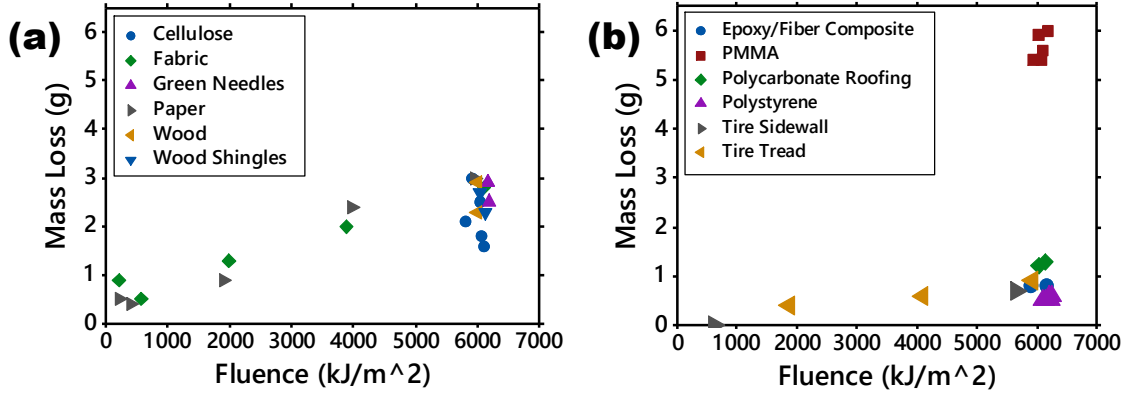 (a)
Mass Loss (g)
6
5
4
3
2
1
0
Cellulose
Fabric
Green Needles
Paper
Wood
Wood Shingles
0 1000 2000 3000 4000 5000 6000 7000
Fluence (kJ/m^2)
(b)
Mass Loss (g)
6
5
4
3
2
1
0
Epoxy/Fiber Composite
PMMA
Polycarbonate Roofing
Polystyrene
Tire Sidewall
Tire Tread
0 1000 2000 3000 4000 5000 6000 7000
Fluence (kJ/m^2)